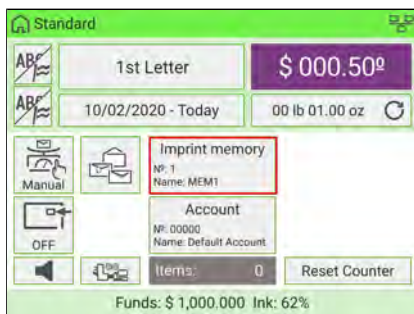 Standard
ABC
1st Letter
$ 000.50º
ABC
10/02/2020 - Today
00 lb 01.00 oz
Manual
Imprint memory
Nº: 1
Name: MEM1
OFF
Account
Nº: 00000
Name: Default Account
Items: 0
Reset Counter
Funds: $ 1,000.000 Ink: 62%